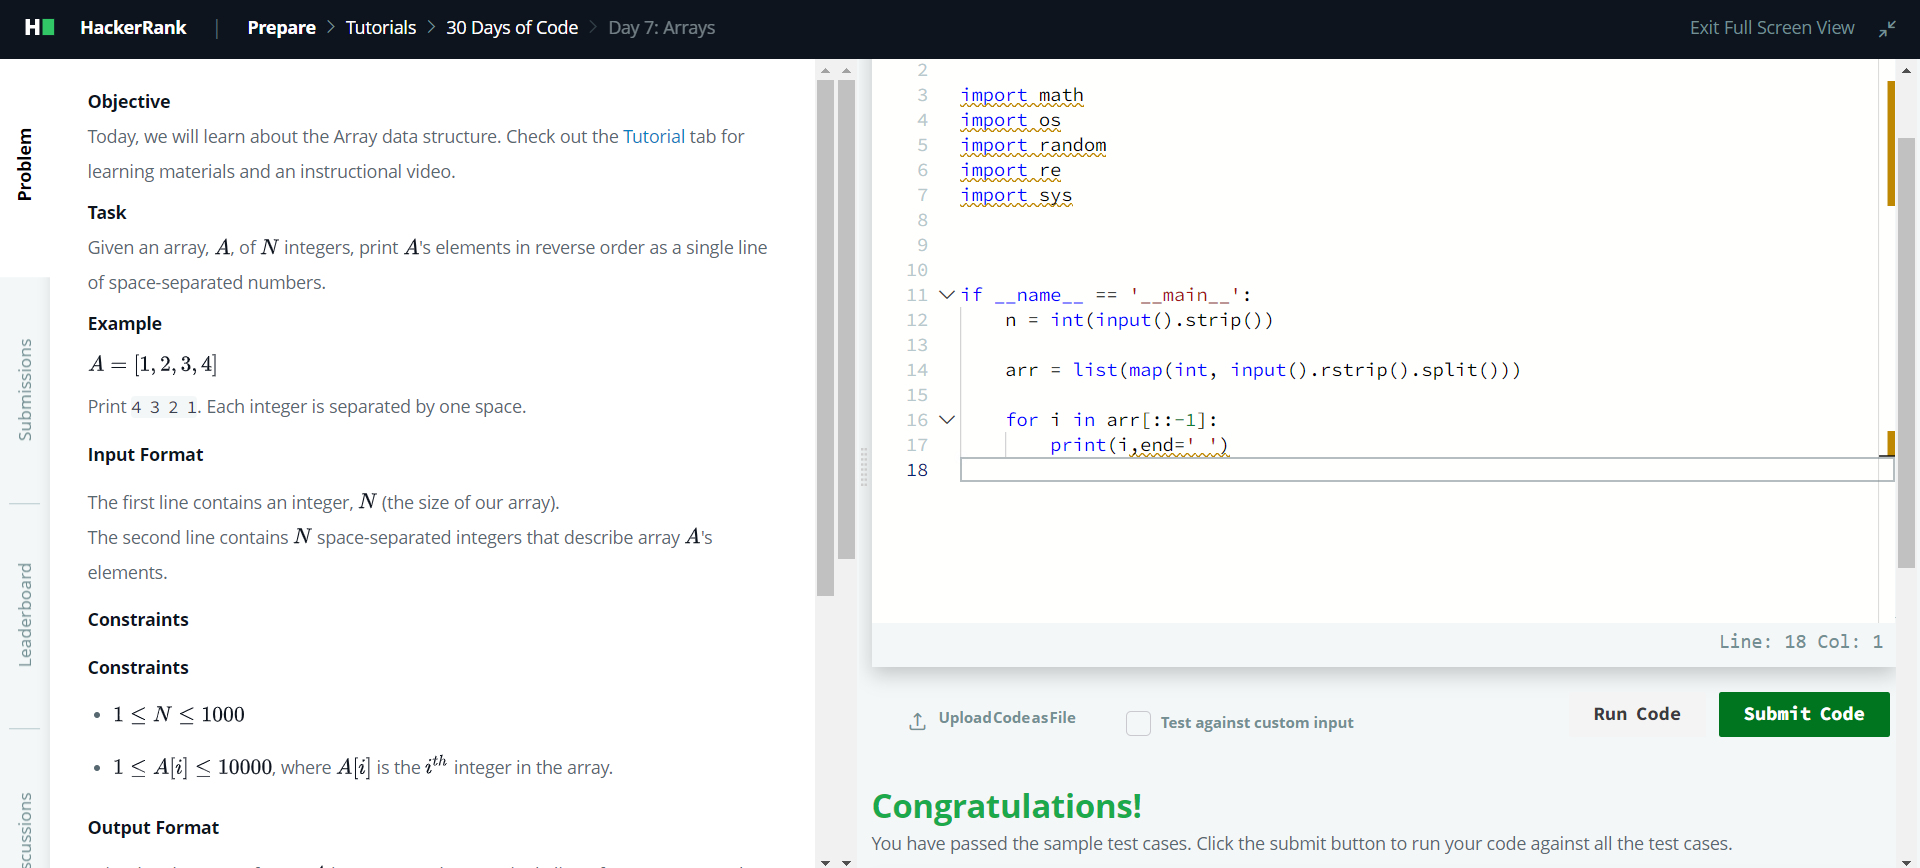 HackerRank | Prepare > Tutorials > 30 Days of Code > Day 7: Arrays
Exit Full Screen View
Problem
Submissions
Leaderboard
Objective
Today, we will learn about the Array data structure. Check out the Tutorial tab for
learning materials and an instructional video.
Task
Given an array, A, of N integers, print A's elements in reverse order as a single line
of space-separated numbers.
Example
A = [1, 2, 3, 4]
Print 4 3 2 1. Each integer is separated by one space.
Input Format
The first line contains an integer, N (the size of our array).
The second line contains N space-separated integers that describe array A's
elements.
Constraints
Constraints
• 1 ≤ N ≤ 1000
• 1 ≤ A[i] ≤ 10000, where A[i] is the i^th integer in the array.
Output Format
2
3 import math
4 import os
5 import random
6 import re
7 import sys
8
9
10
11 if __name__ == '__main__':
12 n = int(input().strip())
13
14 arr = list(map(int, input().rstrip().split()))
15
16 for i in arr[::-1]:
17 print(i,end=' ')
18
Line: 18 Col: 1
Upload Code as File
Test against custom input
Run Code
Submit Code
Congratulations!
You have passed the sample test cases. Click the submit button to run your code against all the test cases.